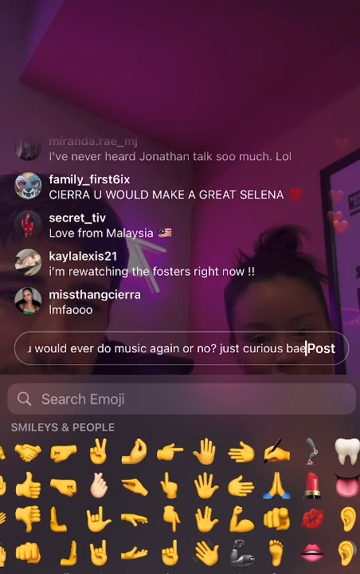 miranda.rae_mj
i've never heard Jonathan talk soo much. Lol
family_first6ix
CIERRA U WOULD MAKE A GREAT SELENA
secret_tiv
Love from Malaysia 🇲🇾
kaylalexis21
i'm rewatching the fosters right now !!
missthangcierra
lmfaooo
u would ever do music again or no? just curious bae Post
Search Emoji
SMILEYS & PEOPLE